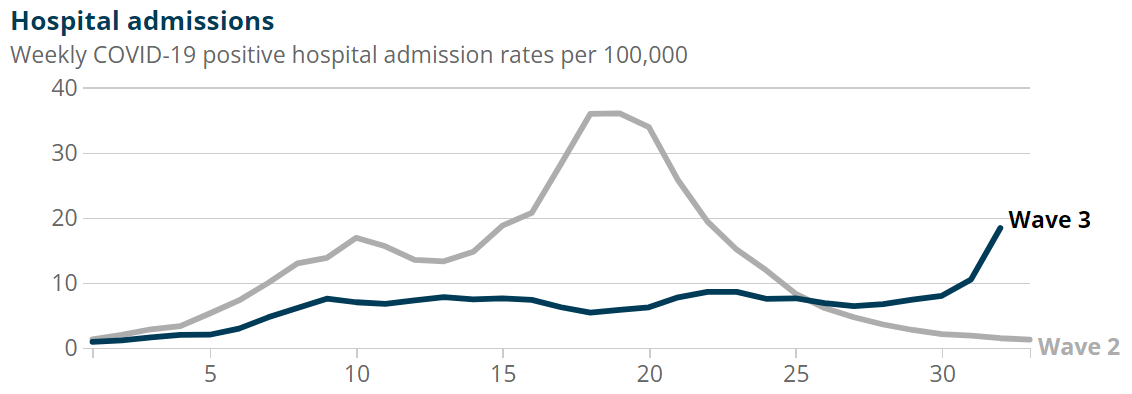 Hospital admissions
Weekly COVID-19 positive hospital admission rates per 100,000
40
30
20
10
0
Wave 3
Wave 2
5 10 15 20 25 30